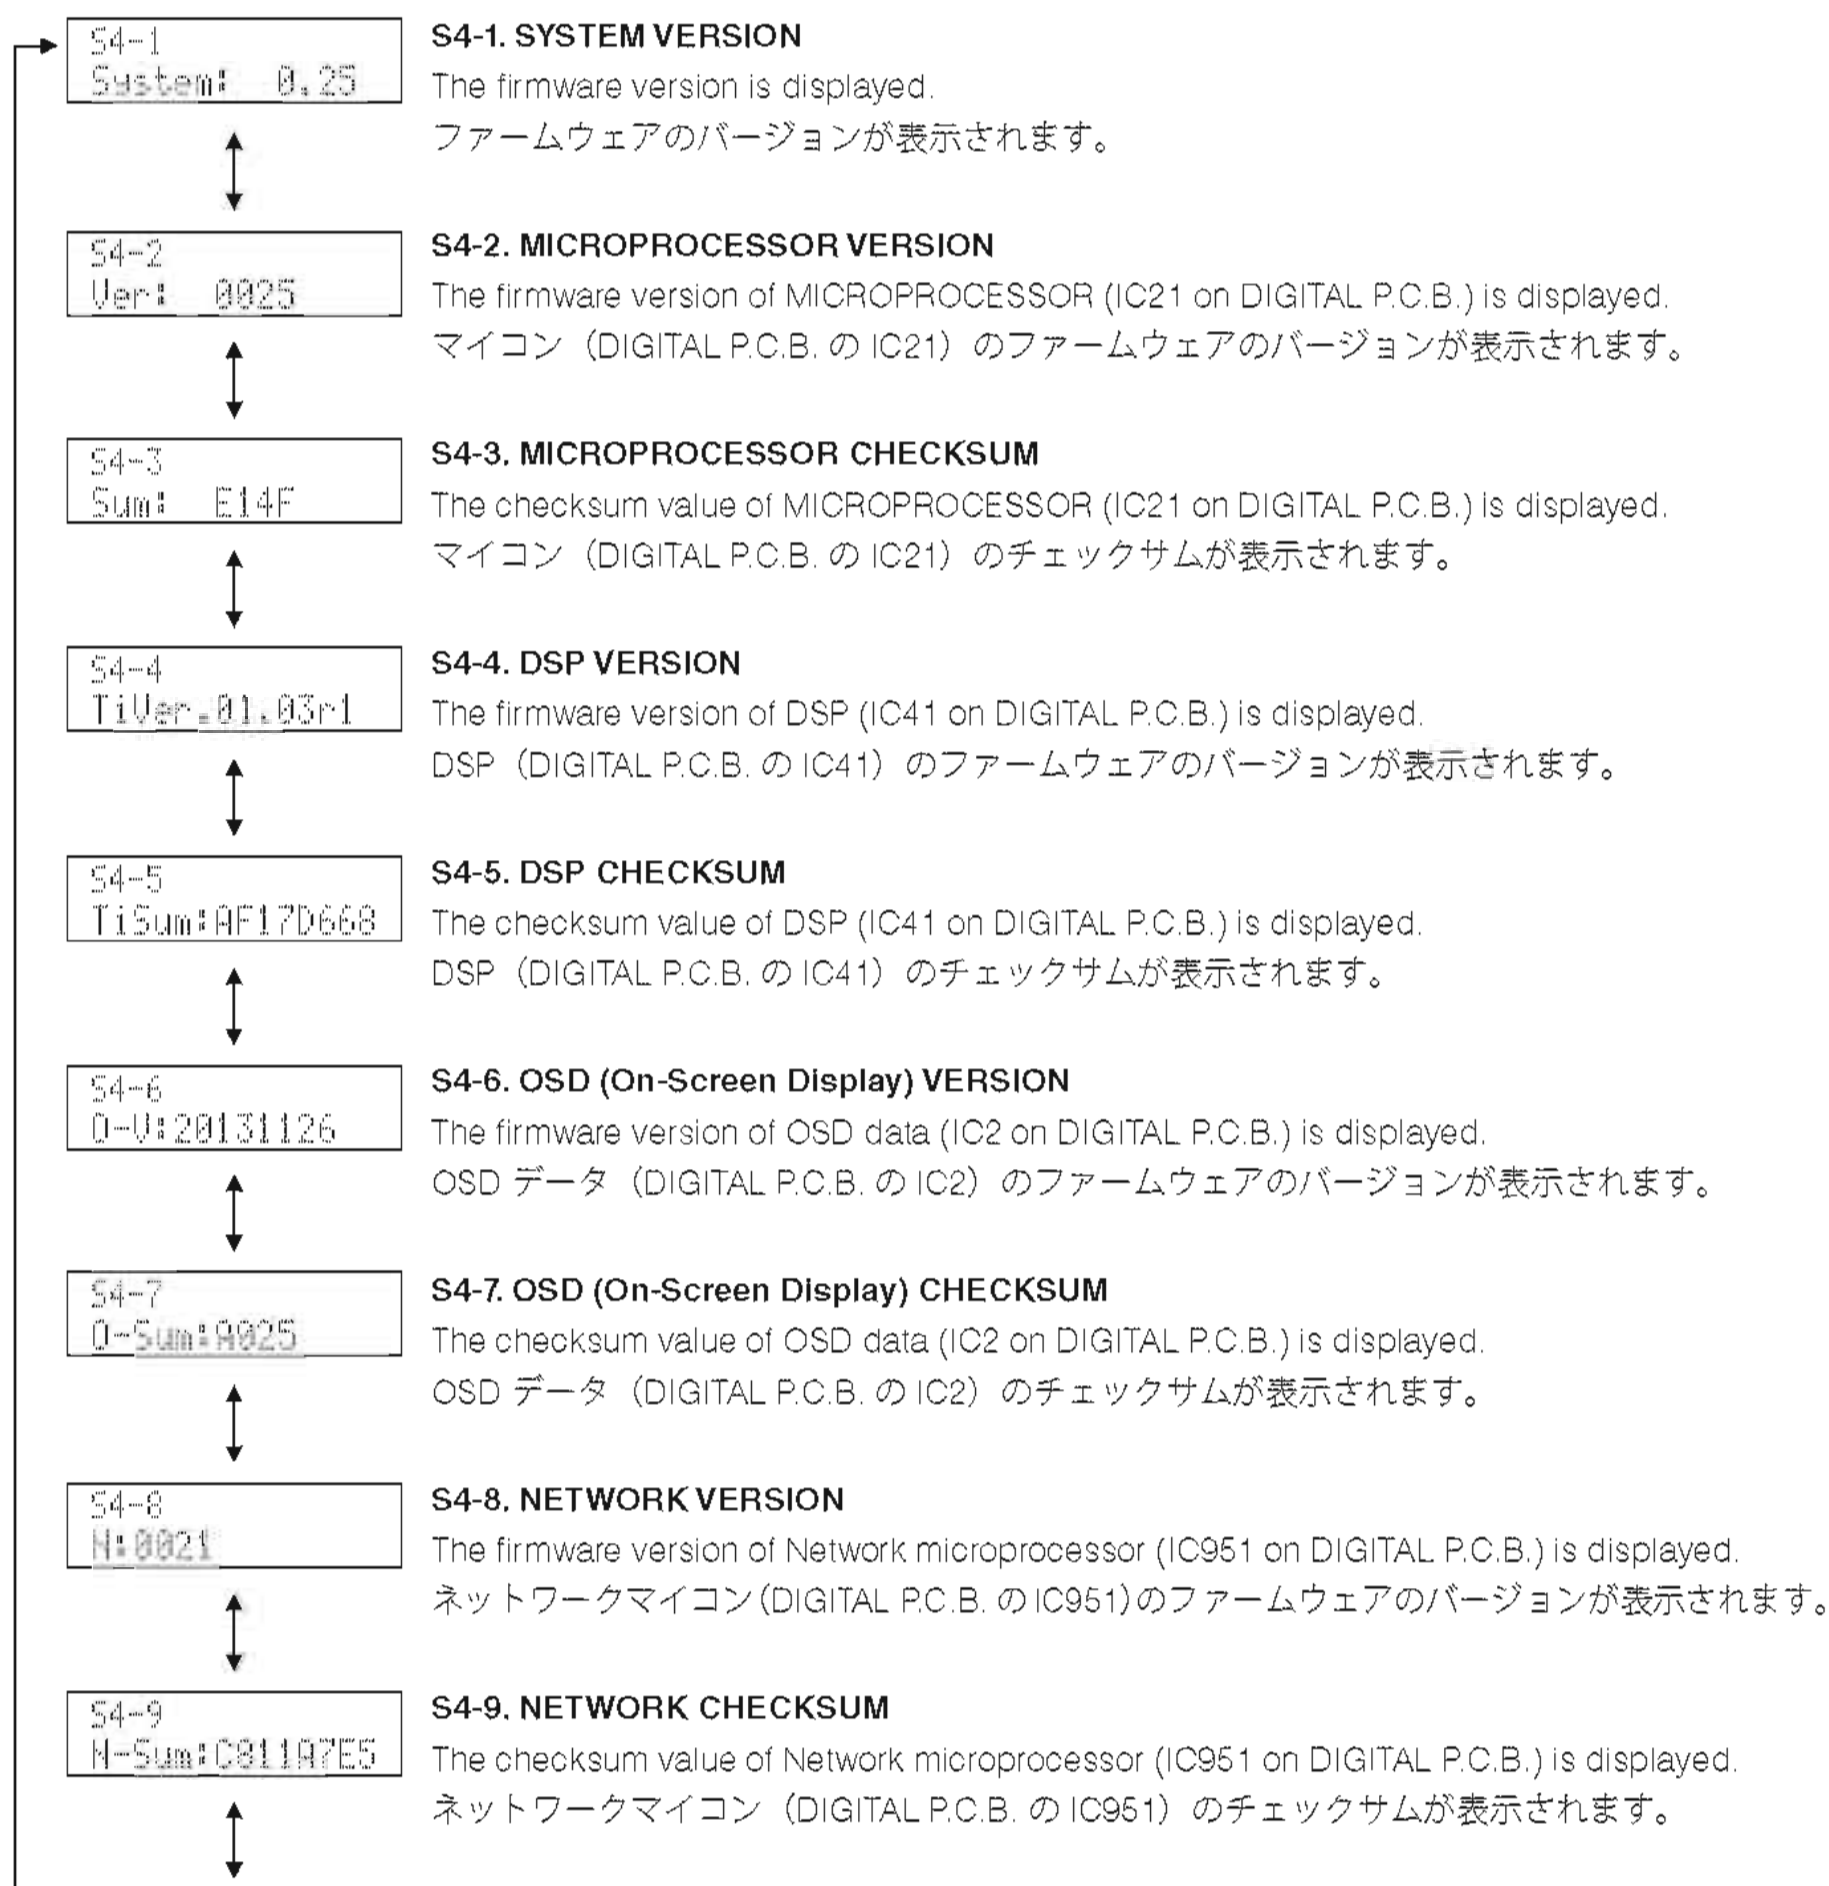 S4-1
System: 0.25
S4-1. SYSTEM VERSION
The firmware version is displayed.
ファームウェアのバージョンが表示されます。
S4-2
Ver: 0025
S4-2. MICROPROCESSOR VERSION
The firmware version of MICROPROCESSOR (IC21 on DIGITAL P.C.B.) is displayed.
マイコン（DIGITAL P.C.B. の IC21）のファームウェアのバージョンが表示されます。
S4-3
Sum: E14F
S4-3. MICROPROCESSOR CHECKSUM
The checksum value of MICROPROCESSOR (IC21 on DIGITAL P.C.B.) is displayed.
マイコン（DIGITAL P.C.B. の IC21）のチェックサムが表示されます。
S4-4
TiVer.01.03r1
S4-4. DSP VERSION
The firmware version of DSP (IC41 on DIGITAL P.C.B.) is displayed.
DSP（DIGITAL P.C.B. の IC41）のファームウェアのバージョンが表示されます。
S4-5
TiSum:AF17D668
S4-5. DSP CHECKSUM
The checksum value of DSP (IC41 on DIGITAL P.C.B.) is displayed.
DSP（DIGITAL P.C.B. の IC41）のチェックサムが表示されます。
S4-6
O-V:20131126
S4-6. OSD (On-Screen Display) VERSION
The firmware version of OSD data (IC2 on DIGITAL P.C.B.) is displayed.
OSD データ（DIGITAL P.C.B. の IC2）のファームウェアのバージョンが表示されます。
S4-7
O-Sum:A025
S4-7. OSD (On-Screen Display) CHECKSUM
The checksum value of OSD data (IC2 on DIGITAL P.C.B.) is displayed.
OSD データ（DIGITAL P.C.B. の IC2）のチェックサムが表示されます。
S4-8
N:0021
S4-8. NETWORK VERSION
The firmware version of Network microprocessor (IC951 on DIGITAL P.C.B.) is displayed.
ネットワークマイコン(DIGITAL P.C.B. の IC951)のファームウェアのバージョンが表示されます。
S4-9
N-Sum:C011A7E5
S4-9. NETWORK CHECKSUM
The checksum value of Network microprocessor (IC951 on DIGITAL P.C.B.) is displayed.
ネットワークマイコン（DIGITAL P.C.B. の IC951）のチェックサムが表示されます。